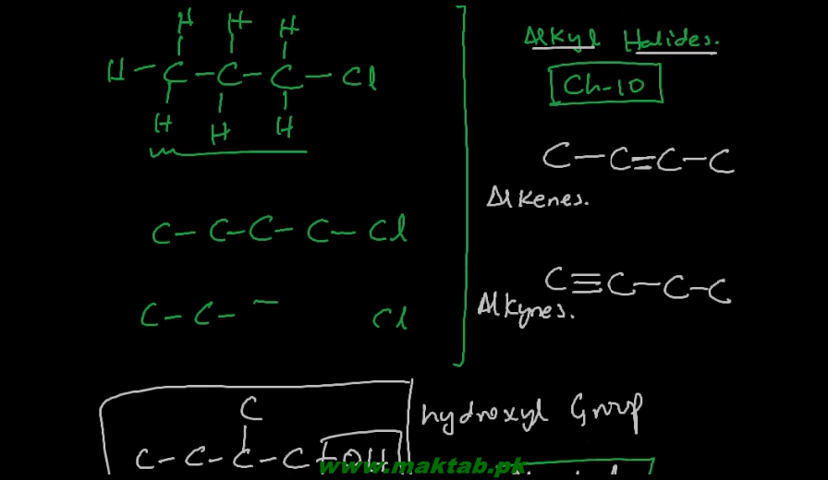 H H H
H - C - C - C - Cl
H H H
C - C - C - C - Cl
C - C - — Cl
Alkyl Halides.
Ch-10
C - C = C - C
Alkenes.
C ≡ C - C - C
Alkynes.
hydroxyl Group
C
C - C - C - C - OH
www.maktab.pk